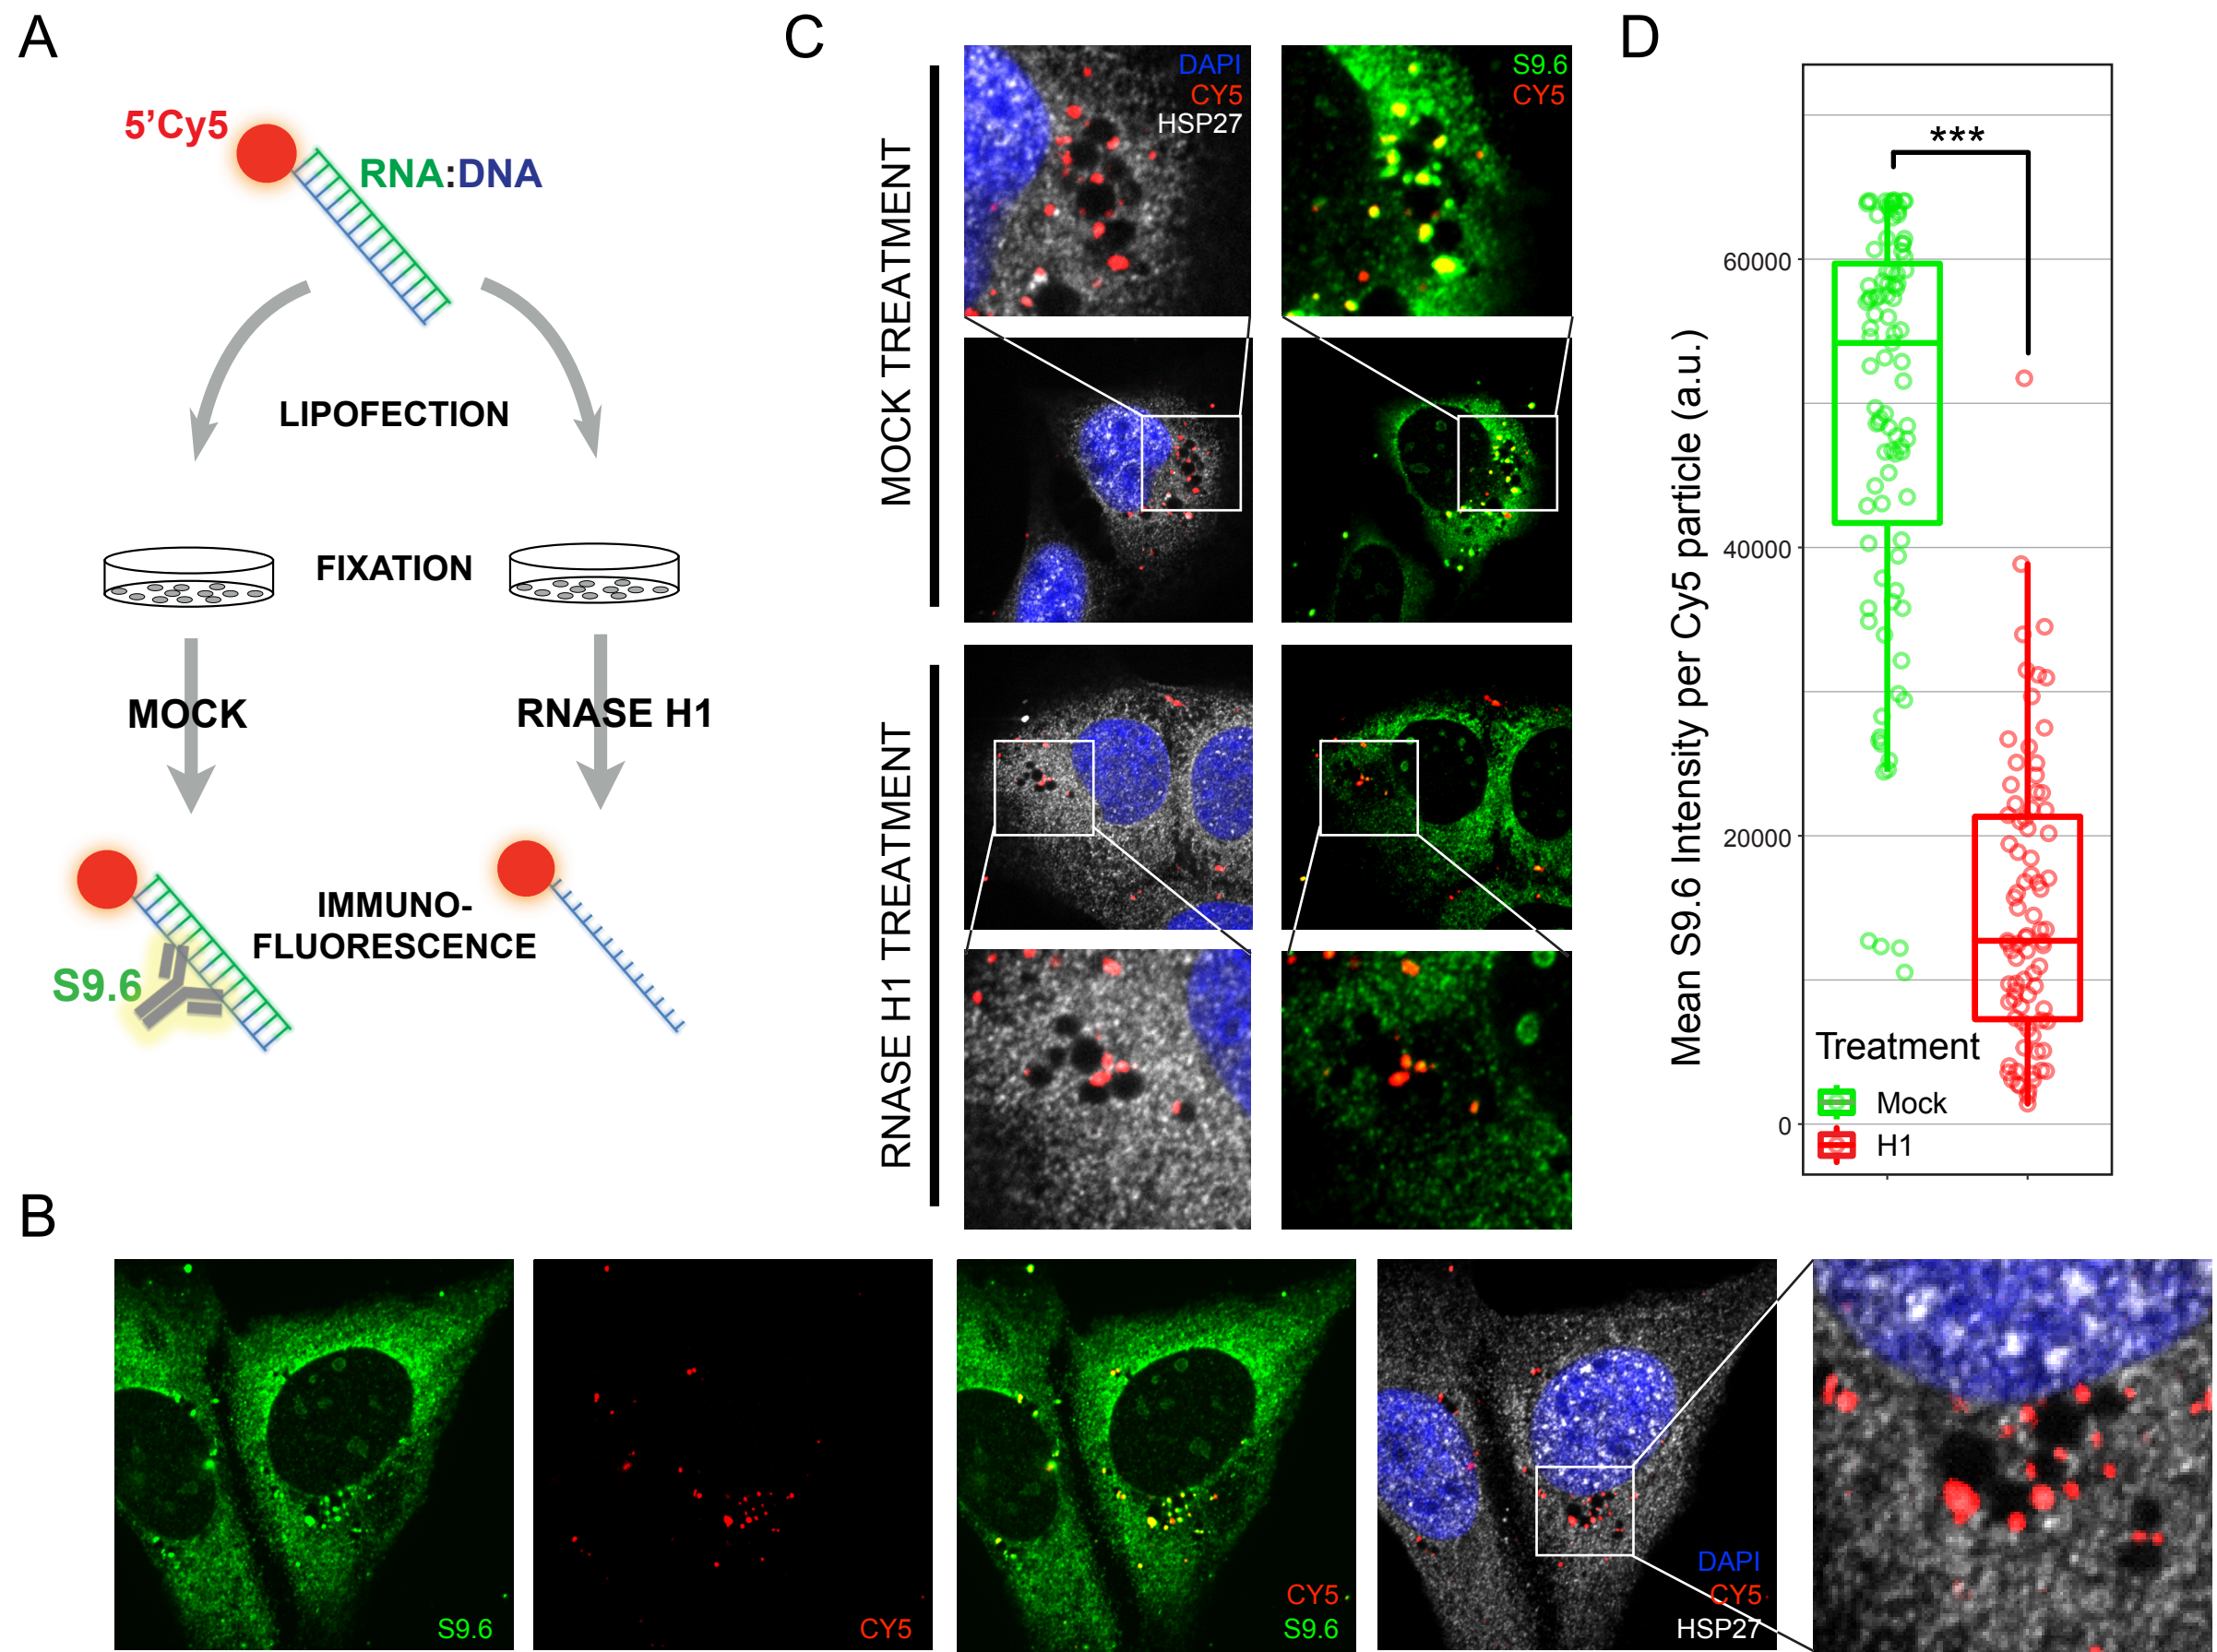 A
5'Cy5
RNA:DNA
LIPOFECTION
FIXATION
MOCK
RNASE H1
IMMUNO-
FLUORESCENCE
S9.6
C
MOCK TREATMENT
DAPI
CY5
HSP27
S9.6
CY5
RNASE H1 TREATMENT
D
Mean S9.6 Intensity per Cy5 particle (a.u.)
***
60000
40000
20000
0
Treatment
Mock
H1
B
S9.6
CY5
CY5
S9.6
DAPI
CY5
HSP27